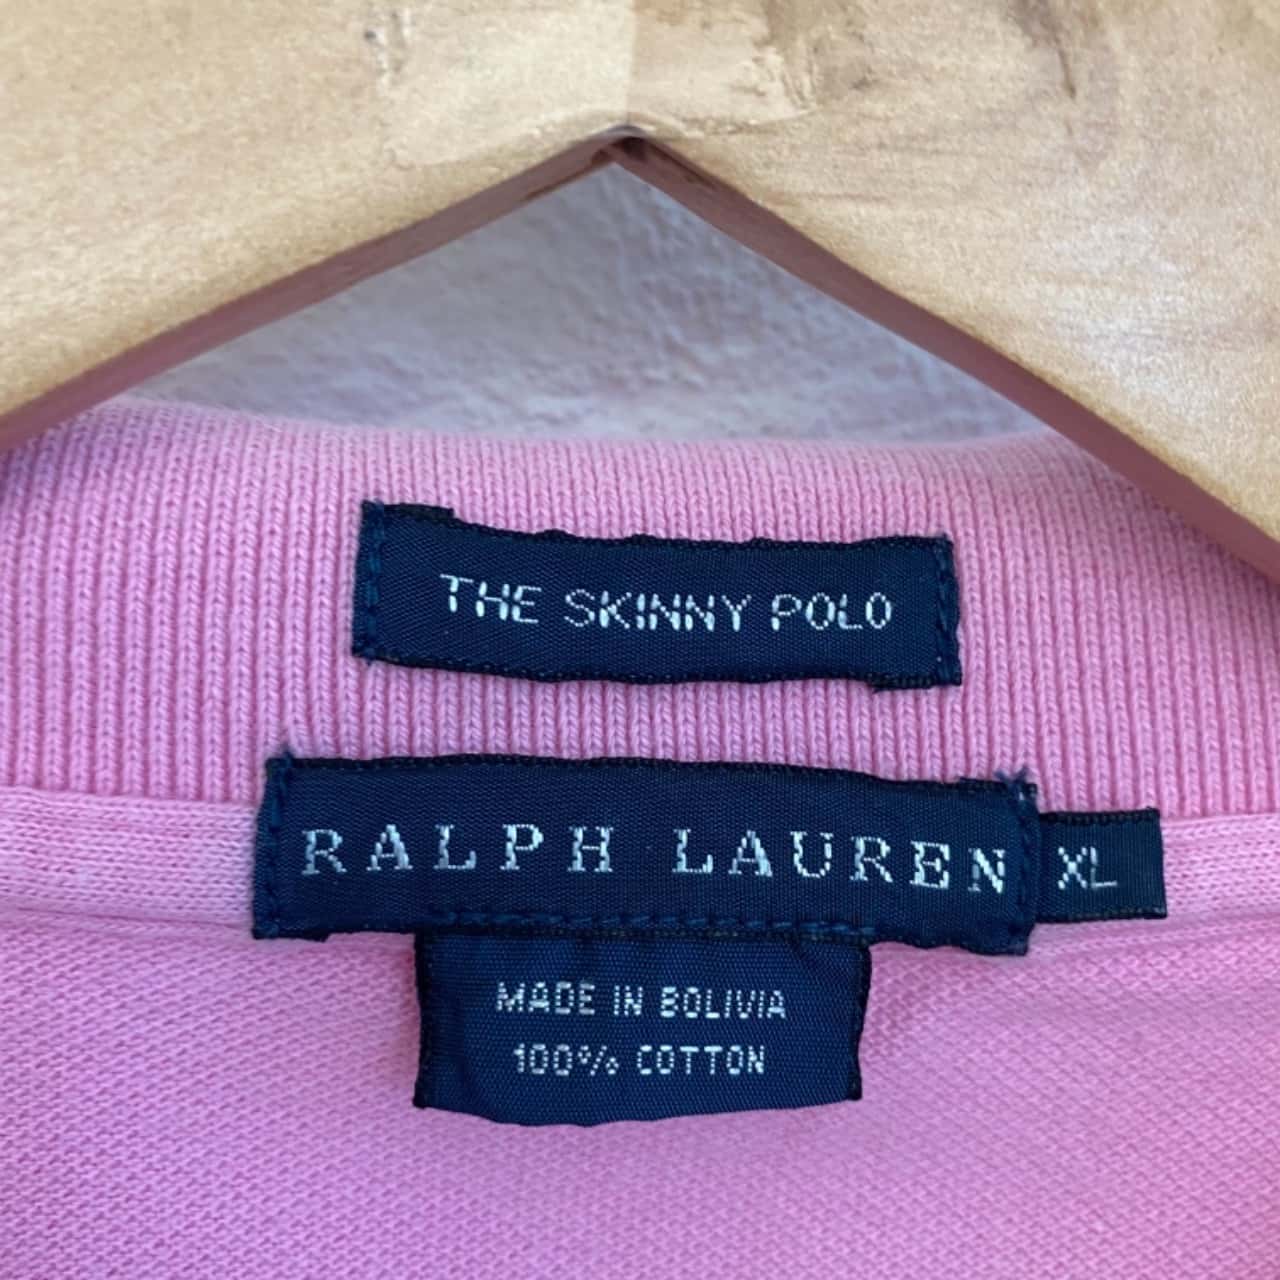 THE SKINNY POLO
RALPH LAUREN XL
MADE IN BOLIVIA
100% COTTON